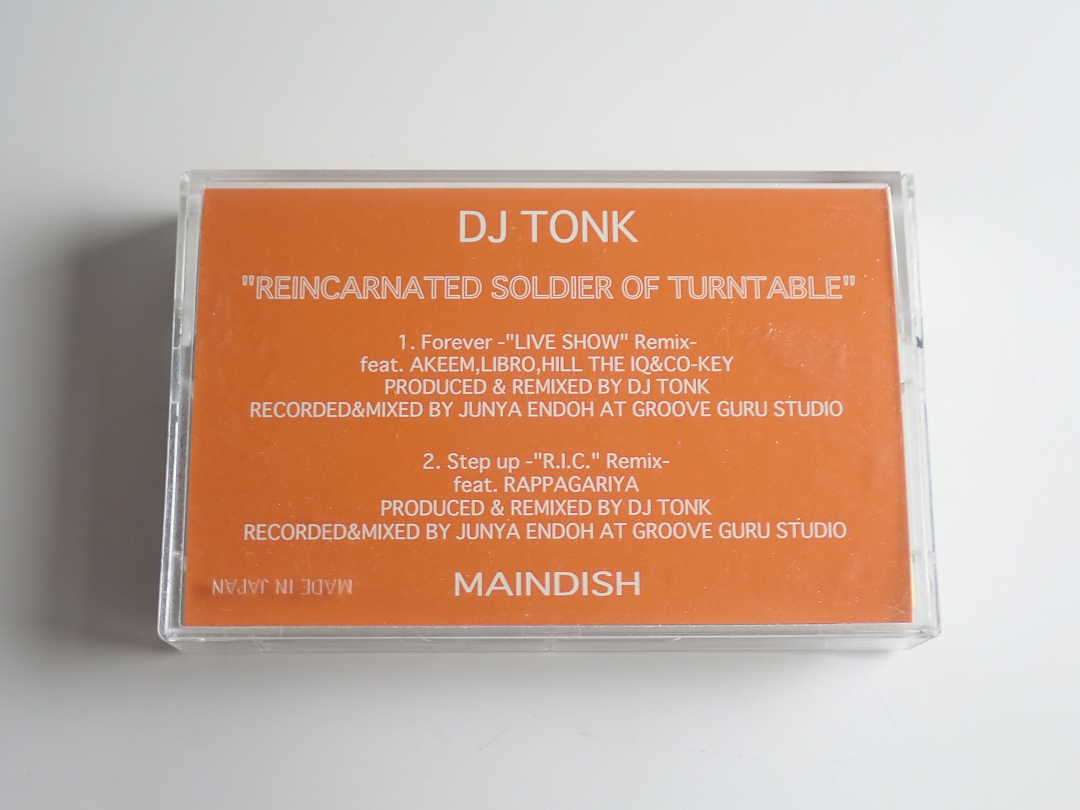 DJ TONK
"REINCARNATED SOLDIER OF TURNTABLE"
1. Forever -"LIVE SHOW" Remix-
feat. AKEEM,LIBRO,HILL THE IQ&CO-KEY
PRODUCED & REMIXED BY DJ TONK
RECORDED&MIXED BY JUNYA ENDOH AT GROOVE GURU STUDIO
2. Step up -"R.I.C." Remix-
feat. RAPPAGARIYA
PRODUCED & REMIXED BY DJ TONK
RECORDED&MIXED BY JUNYA ENDOH AT GROOVE GURU STUDIO
MADE IN JAPAN
MAINDISH